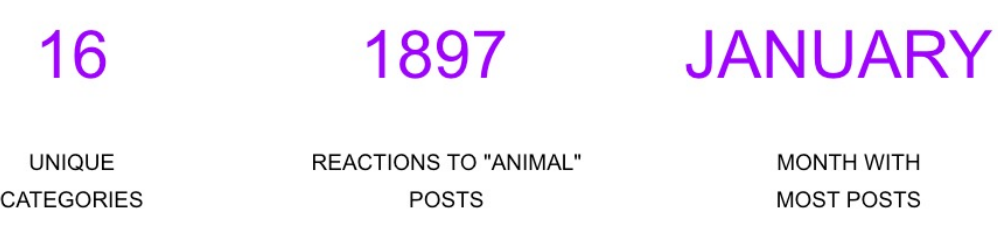 16
UNIQUE
CATEGORIES
1897
REACTIONS TO "ANIMAL"
POSTS
JANUARY
MONTH WITH
MOST POSTS